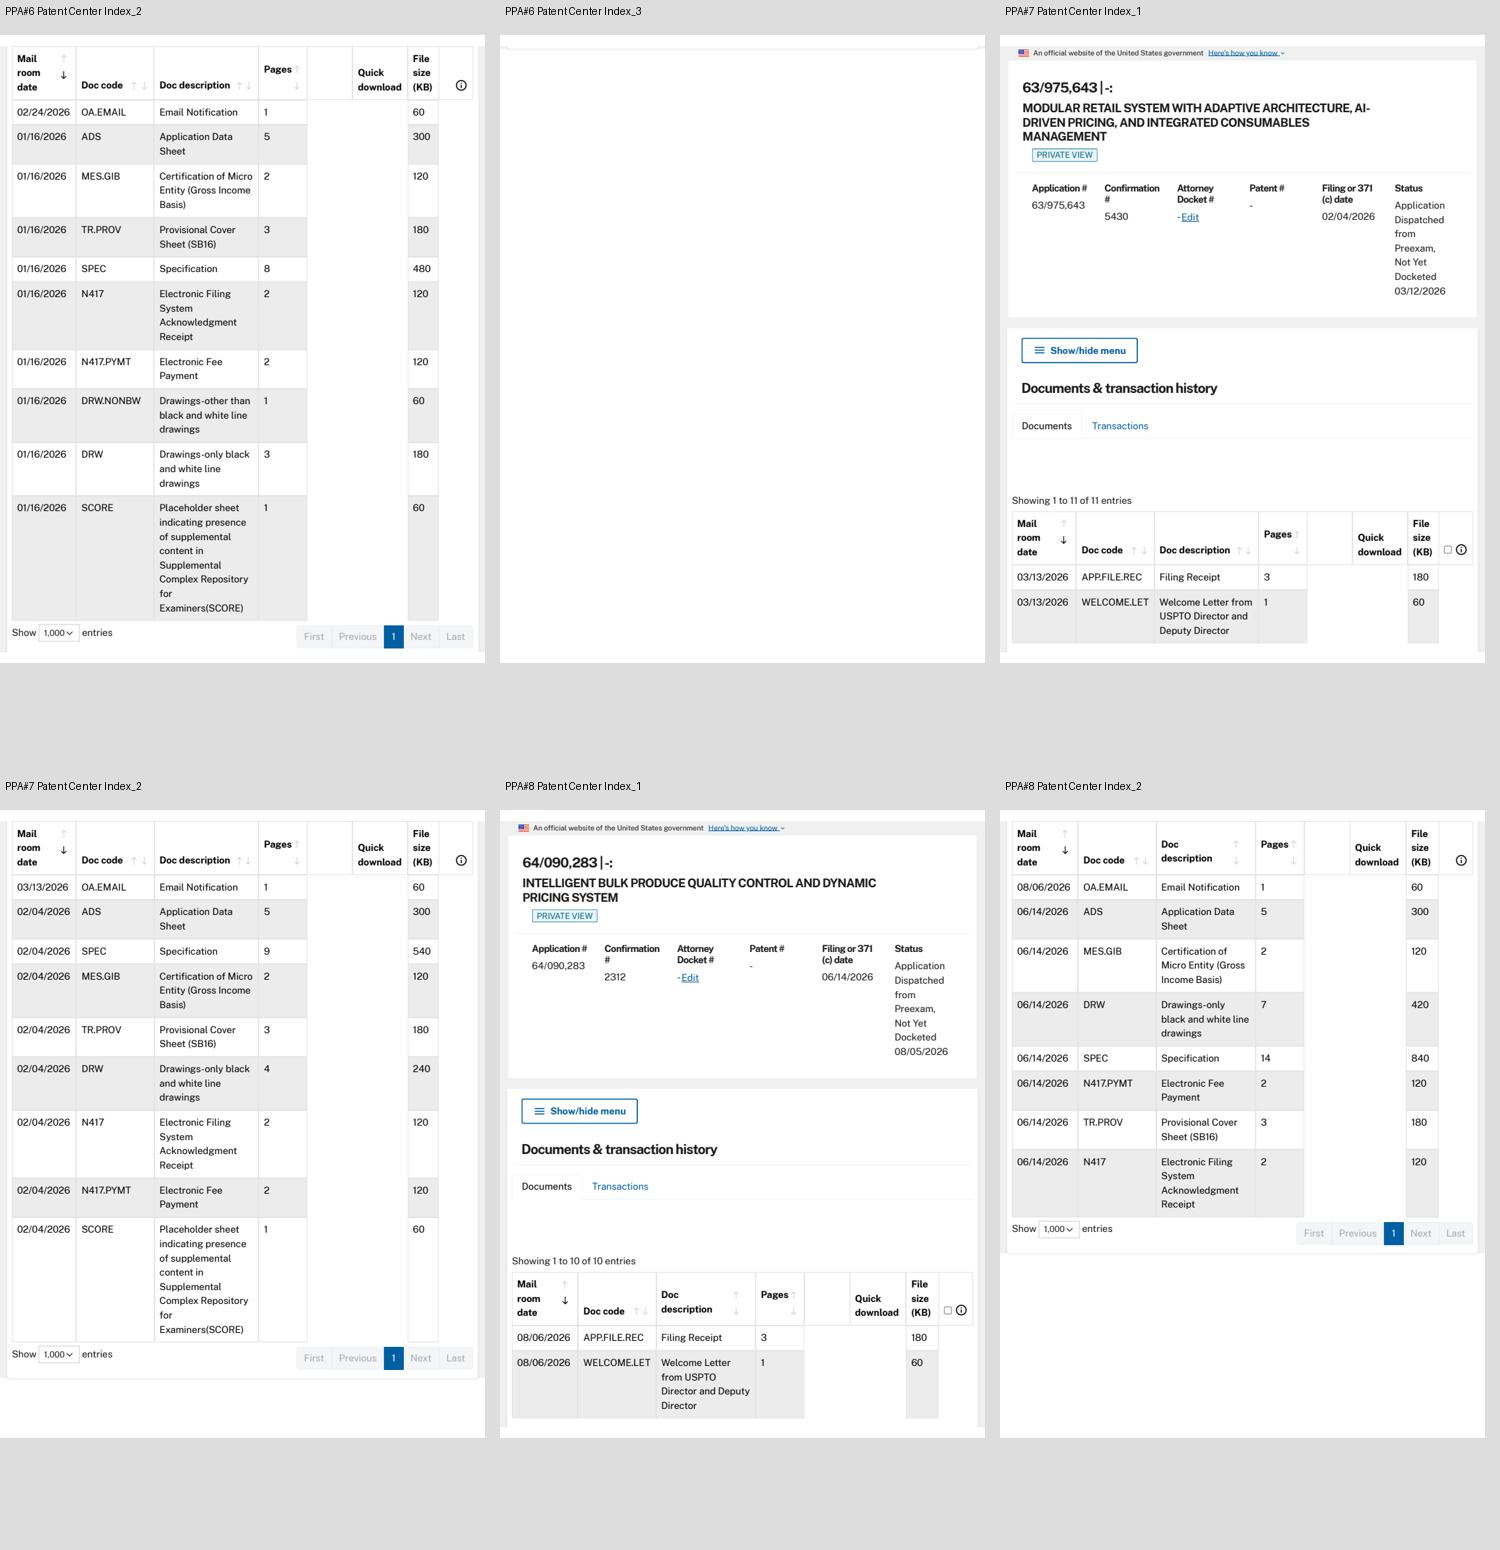 PPA#6 Patent Center Index_2
Mail room date Doc code Doc description Pages Quick download File size (KB)
02/24/2026 OA.EMAIL Email Notification 1 60
01/16/2026 ADS Application Data Sheet 5 300
01/16/2026 MES.GIB Certification of Micro Entity (Gross Income Basis) 2 120
01/16/2026 TR.PROV Provisional Cover Sheet (SB16) 3 180
01/16/2026 SPEC Specification 8 480
01/16/2026 N417 Electronic Filing System Acknowledgment Receipt 2 120
01/16/2026 N417.PYMT Electronic Fee Payment 2 120
01/16/2026 DRW.NONBW Drawings-other than black and white line drawings 1 60
01/16/2026 DRW Drawings-only black and white line drawings 3 180
01/16/2026 SCORE Placeholder sheet indicating presence of supplemental content in Supplemental Complex Repository for Examiners(SCORE) 1 60
Show 1,000 entries First Previous 1 Next Last
PPA#6 Patent Center Index_3
PPA#7 Patent Center Index_1
An official website of the United States government Here's how you know
63/975,643 | -:
MODULAR RETAIL SYSTEM WITH ADAPTIVE ARCHITECTURE, AI-
DRIVEN PRICING, AND INTEGRATED CONSUMABLES
MANAGEMENT
PRIVATE VIEW
Application # Confirmation # Attorney Docket # Patent # Filing or 371 (c) date Status
63/975,643 5430 - Edit - 02/04/2026 Application Dispatched from Preexam, Not Yet Docketed 03/12/2026
Show/hide menu
Documents & transaction history
Documents Transactions
Showing 1 to 11 of 11 entries
Mail room date Doc code Doc description Pages Quick download File size (KB)
03/13/2026 APP.FILE.REC Filing Receipt 3 180
03/13/2026 WELCOME.LET Welcome Letter from USPTO Director and Deputy Director 1 60
PPA#7 Patent Center Index_2
Mail room date Doc code Doc description Pages Quick download File size (KB)
03/13/2026 OA.EMAIL Email Notification 1 60
02/04/2026 ADS Application Data Sheet 5 300
02/04/2026 SPEC Specification 9 540
02/04/2026 MES.GIB Certification of Micro Entity (Gross Income Basis) 2 120
02/04/2026 TR.PROV Provisional Cover Sheet (SB16) 3 180
02/04/2026 DRW Drawings-only black and white line drawings 4 240
02/04/2026 N417 Electronic Filing System Acknowledgment Receipt 2 120
02/04/2026 N417.PYMT Electronic Fee Payment 2 120
02/04/2026 SCORE Placeholder sheet indicating presence of supplemental content in Supplemental Complex Repository for Examiners(SCORE) 1 60
Show 1,000 entries First Previous 1 Next Last
PPA#8 Patent Center Index_1
An official website of the United States government Here's how you know
64/090,283 | -:
INTELLIGENT BULK PRODUCE QUALITY CONTROL AND DYNAMIC
PRICING SYSTEM
PRIVATE VIEW
Application # Confirmation # Attorney Docket # Patent # Filing or 371 (c) date Status
64/090,283 2312 - Edit - 06/14/2026 Application Dispatched from Preexam, Not Yet Docketed 08/05/2026
Show/hide menu
Documents & transaction history
Documents Transactions
Showing 1 to 10 of 10 entries
Mail room date Doc code Doc description Pages Quick download File size (KB)
08/06/2026 APP.FILE.REC Filing Receipt 3 180
08/06/2026 WELCOME.LET Welcome Letter from USPTO Director and Deputy Director 1 60
PPA#8 Patent Center Index_2
Mail room date Doc code Doc description Pages Quick download File size (KB)
08/06/2026 OA.EMAIL Email Notification 1 60
06/14/2026 ADS Application Data Sheet 5 300
06/14/2026 MES.GIB Certification of Micro Entity (Gross Income Basis) 2 120
06/14/2026 DRW Drawings-only black and white line drawings 7 420
06/14/2026 SPEC Specification 14 840
06/14/2026 N417.PYMT Electronic Fee Payment 2 120
06/14/2026 TR.PROV Provisional Cover Sheet (SB16) 3 180
06/14/2026 N417 Electronic Filing System Acknowledgment Receipt 2 120
Show 1,000 entries First Previous 1 Next Last